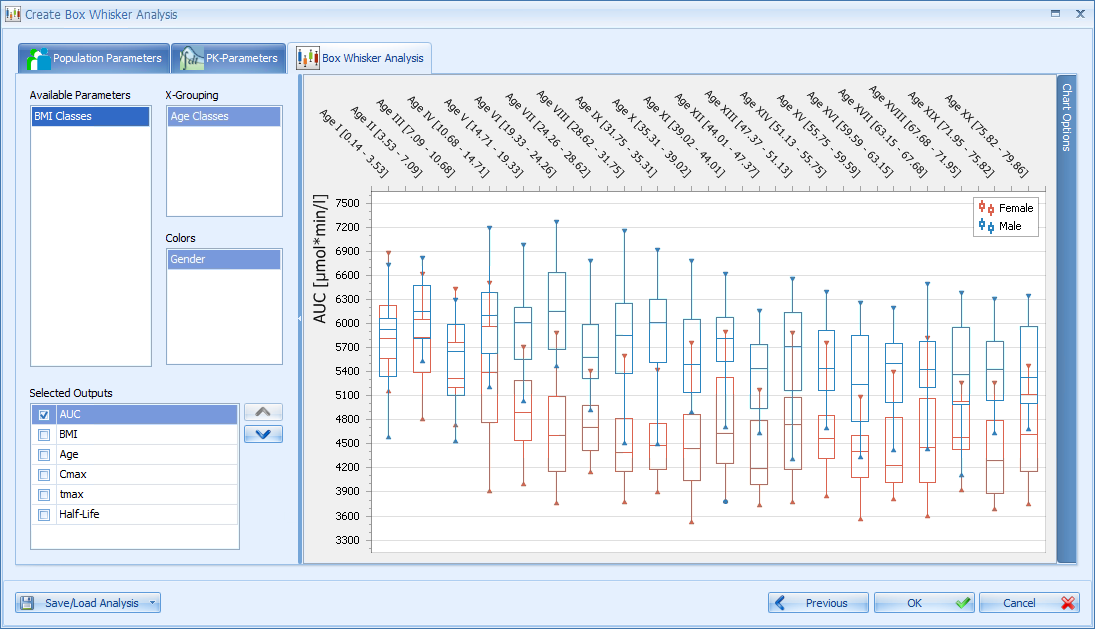 Create Box Whisker Analysis
Population Parameters
PK-Parameters
Box Whisker Analysis
Available Parameters
BMI Classes
X-Grouping
Age Classes
Colors
Gender
Selected Outputs
AUC
BMI
Age
Cmax
tmax
Half-Life
Age I [0.14 - 3.53]
Age II [3.53 - 7.09]
Age III [7.09 - 10.68]
Age IV [10.68 - 14.71]
Age V [14.71 - 19.33]
Age VI [19.33 - 24.26]
Age VII [24.26 - 28.62]
Age VIII [28.62 - 31.75]
Age IX [31.75 - 35.31]
Age X [35.31 - 39.02]
Age XI [39.02 - 44.01]
Age XII [44.01 - 47.37]
Age XIII [47.37 - 51.13]
Age XIV [51.13 - 55.75]
Age XV [55.75 - 59.59]
Age XVI [59.59 - 63.15]
Age XVII [63.15 - 67.68]
Age XVIII [67.68 - 71.95]
Age XIX [71.95 - 75.82]
Age XX [75.82 - 79.86]
AUC [µmol*min/l]
7500
7200
6900
6600
6300
6000
5700
5400
5100
4800
4500
4200
3900
3600
3300
Female
Male
Chart Options
Save/Load Analysis
Previous
OK
Cancel